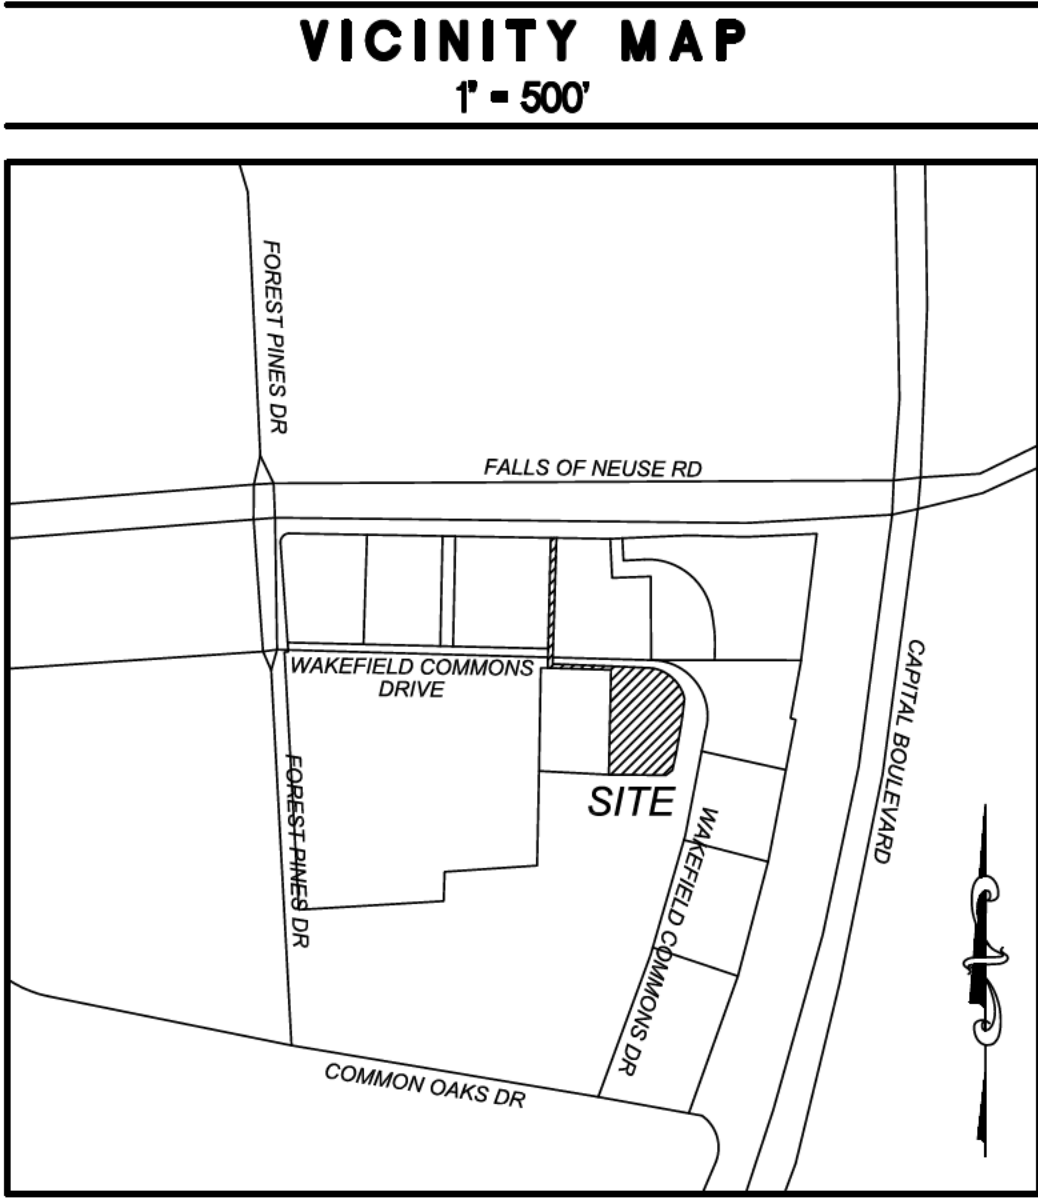 VICINITY MAP
1" = 500'
FOREST PINES DR
FALLS OF NEUSE RD
WAKEFIELD COMMONS
DRIVE
CAPITAL BOULEVARD
FOREST PINES DR
SITE
WAKEFIELD COMMONS DR
COMMON OAKS DR